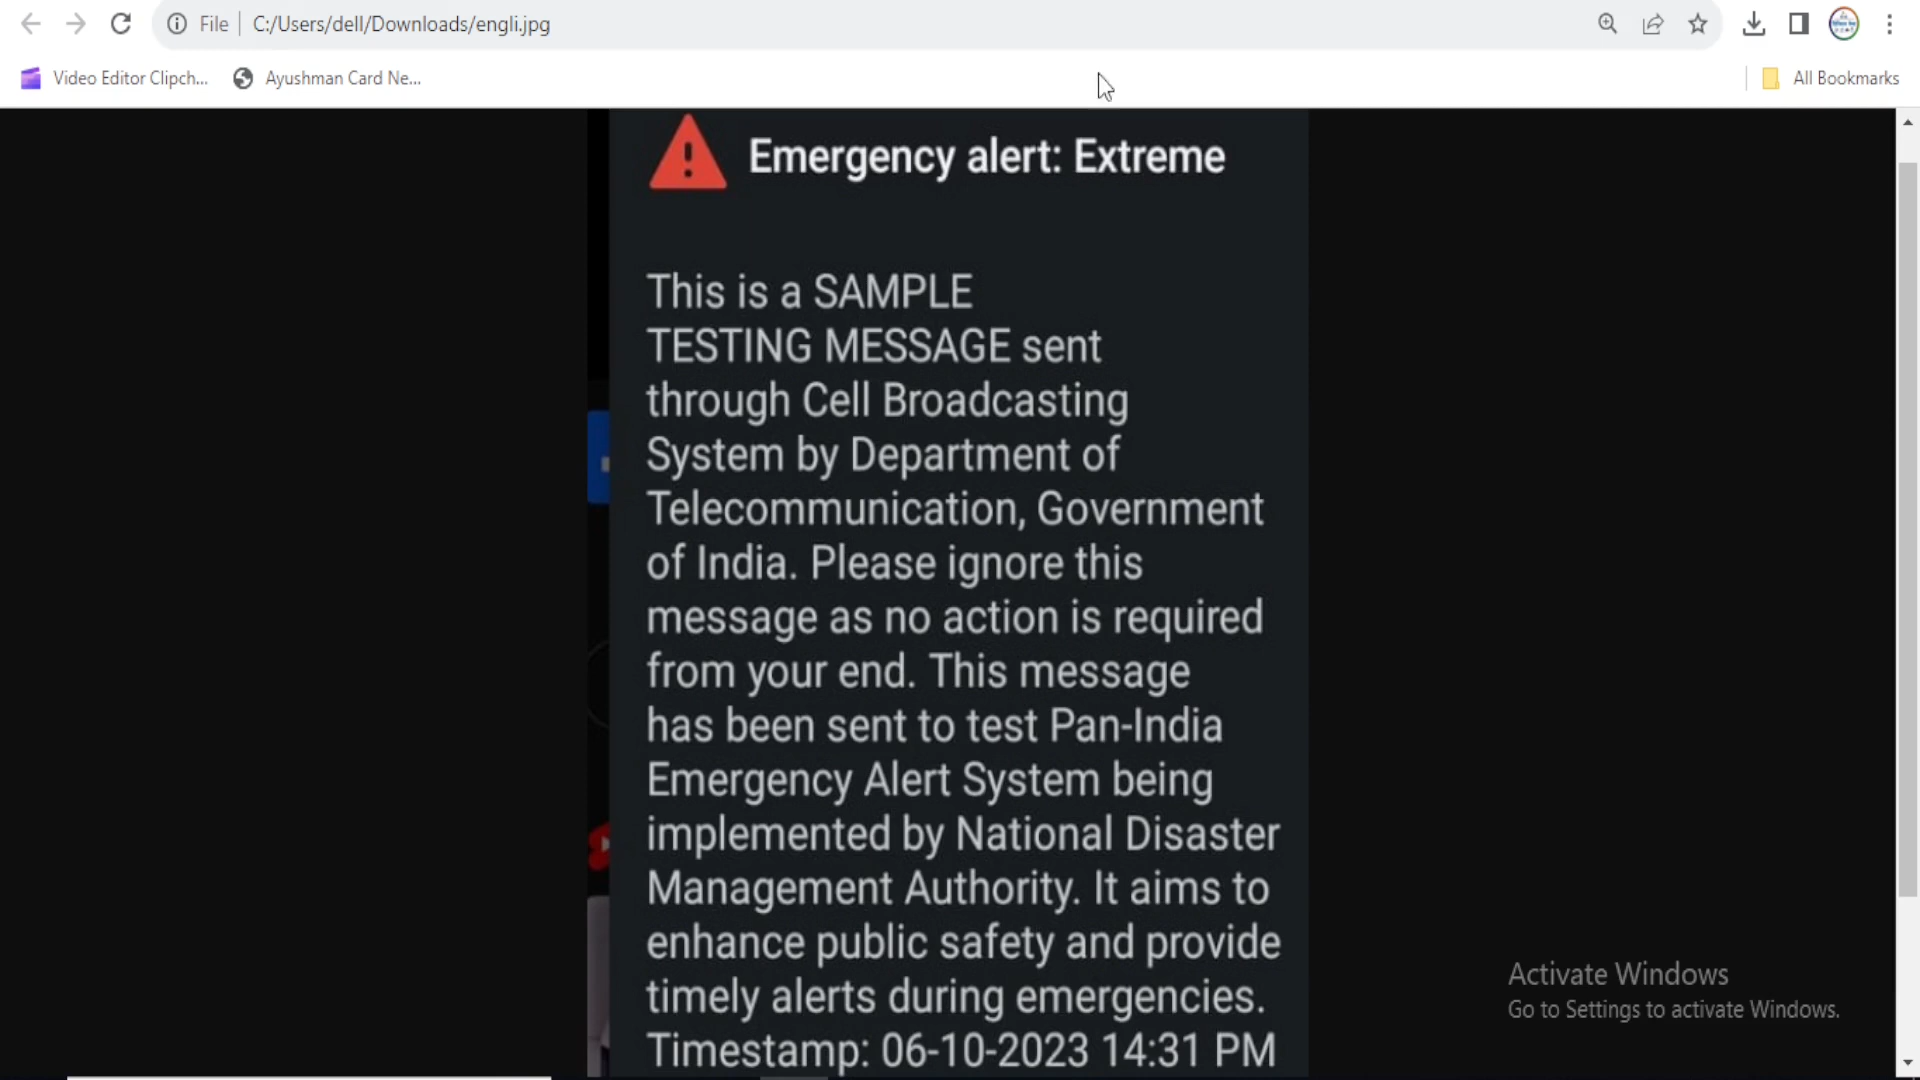 File
C:/Users/dell/Downloads/engli.jpg
Video Editor Clipch...
Ayushman Card Ne...
All Bookmarks
Emergency alert: Extreme
This is a SAMPLE
TESTING MESSAGE sent
through Cell Broadcasting
System by Department of
Telecommunication, Government
of India. Please ignore this
message as no action is required
from your end. This message
has been sent to test Pan-India
Emergency Alert System being
implemented by National Disaster
Management Authority. It aims to
enhance public safety and provide
timely alerts during emergencies.
Timestamp: 06-10-2023 14:31 PM
Activate Windows
Go to Settings to activate Windows.